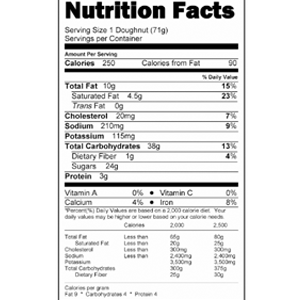 Nutrition Facts
Serving Size 1 Doughnut (71g)
Servings per Container
Amount Per Serving
Calories 250 Calories from Fat 90
% Daily Value
Total Fat 10g 15%
Saturated Fat 4.5g 23%
Trans Fat 0g
Cholesterol 20mg 7%
Sodium 210mg 9%
Potassium 115mg
Total Carbohydrates 38g 13%
Dietary Fiber 1g 4%
Sugars 24g
Protein 3g
Vitamin A 0% • Vitamin C 0%
Calcium 4% • Iron 8%
*Percent(%) Daily Values are based on a 2,000 calorie diet. Your
daily values may be higher or lower based on your calorie needs.
Calories 2,000 2,500
Total Fat Less than 65g 80g
Saturated Fat Less than 20g 25g
Cholesterol Less than 300mg 300mg
Sodium Less than 2,400mg 2,400mg
Potassium 3,500mg 3,500mg
Total Carbohydrates 300g 375g
Dietary Fiber 25g 30g
Calories per gram
Fat 9 * Carbohydrates 4 * Protein 4